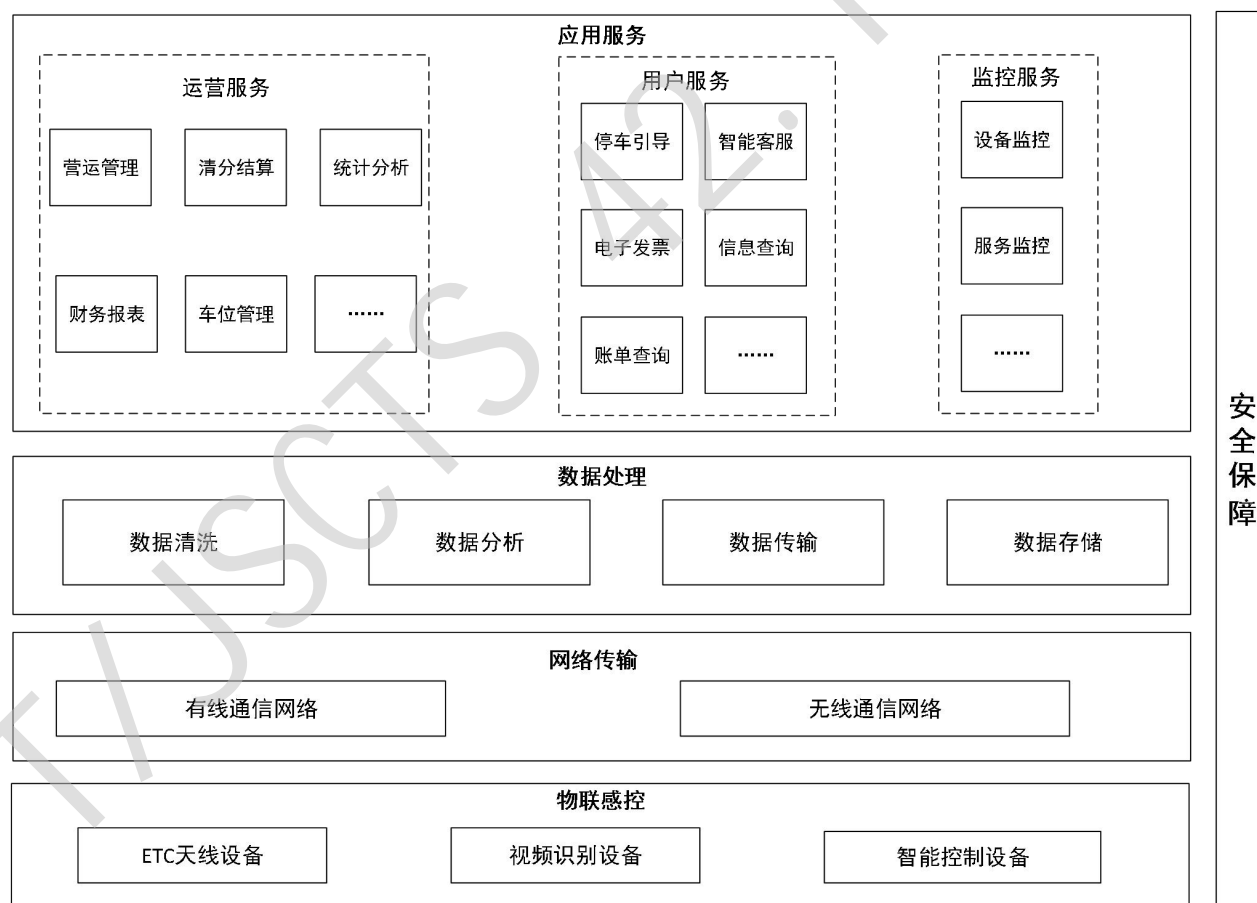 应用服务
运营服务
用户服务
监控服务
营运管理
清分结算
统计分析
财务报表
车位管理
……
停车引导
智能客服
电子发票
信息查询
账单查询
……
设备监控
服务监控
……
数据处理
数据清洗
数据分析
数据传输
数据存储
网络传输
有线通信网络
无线通信网络
物联感控
ETC天线设备
视频识别设备
智能控制设备
安全保障
T/JSCTS 42.